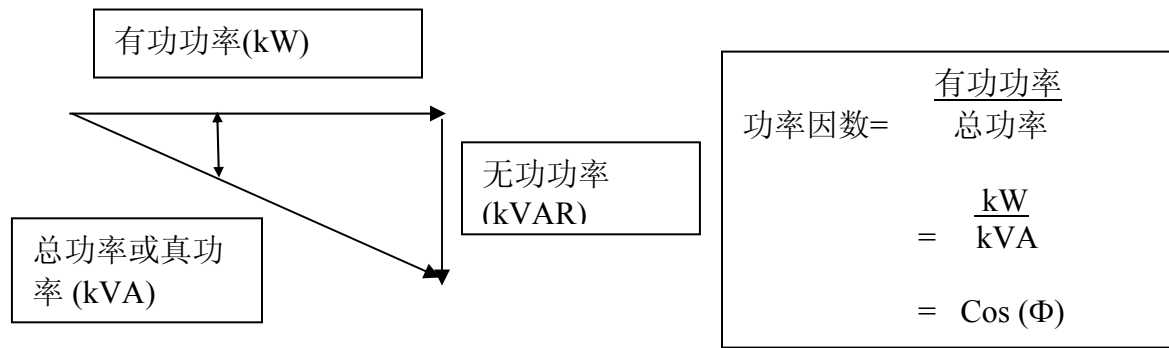 有功功率(kW)
无功功率
(kVAR)
总功率或真功
率 (kVA)
有功功率
功率因数= 总功率
kW
= kVA
= Cos (Φ)